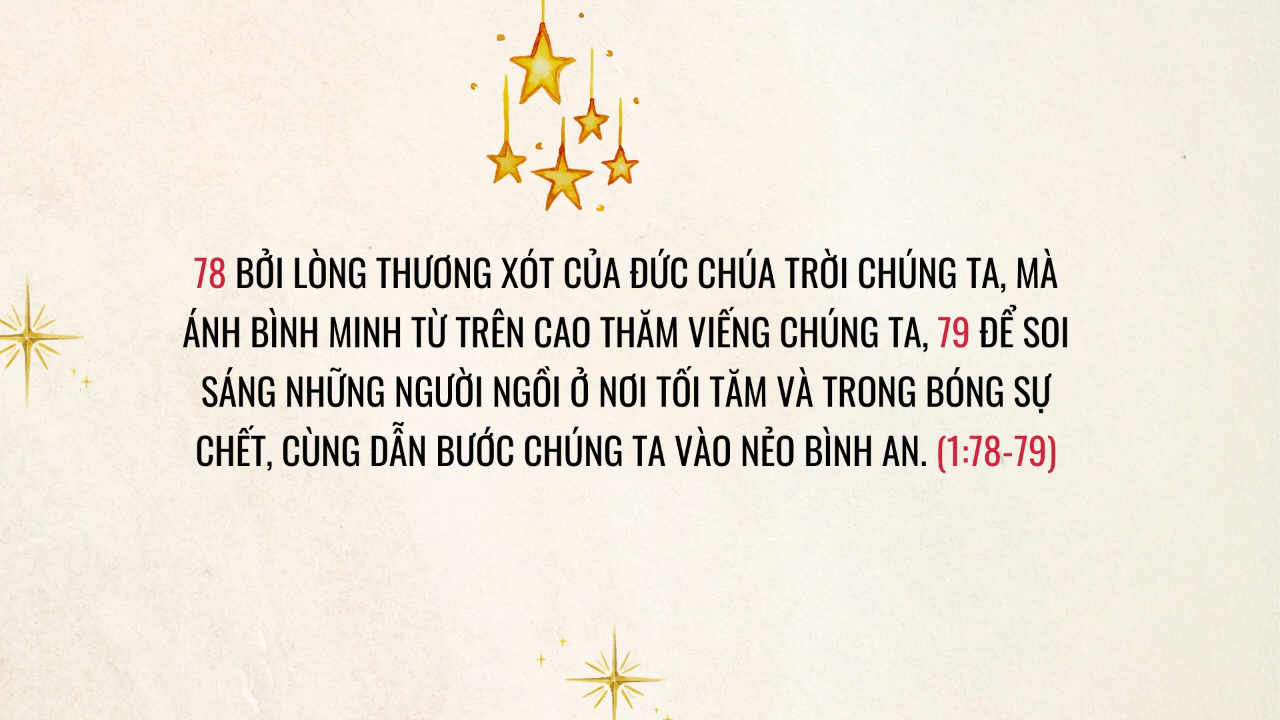 78 BỞI LÒNG THƯƠNG XÓT CỦA ĐỨC CHÚA TRỜI CHÚNG TA, MÀ
ÁNH BÌNH MINH TỪ TRÊN CAO THĂM VIẾNG CHÚNG TA, 79 ĐỂ SOI
SÁNG NHỮNG NGƯỜI NGỒI Ở NƠI TỐI TĂM VÀ TRONG BÓNG SỰ
CHẾT, CÙNG DẪN BƯỚC CHÚNG TA VÀO NẺO BÌNH AN. (1:78-79)